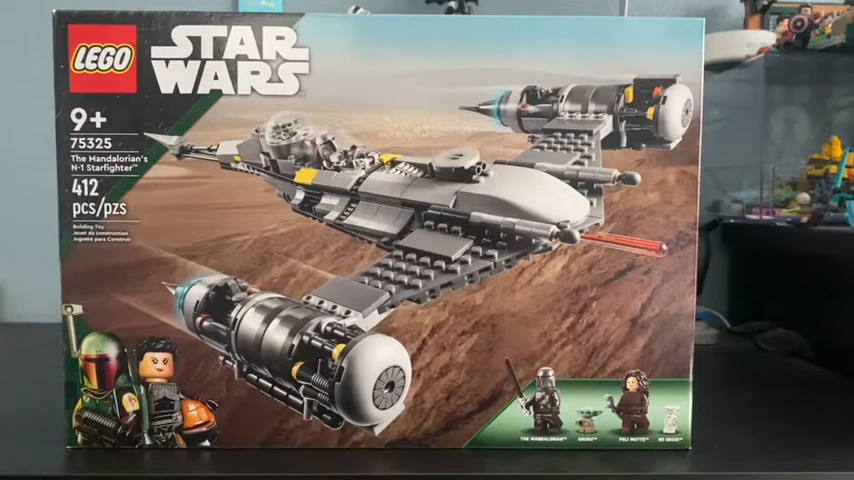 LEGO
STAR
WARS
9+
75325
The Mandalorian's
N-1 Starfighter™
412
pcs/pzs
Building Toy
Jouet de construction
Juguete para Construir
THE MANDALORIAN™
GROGU™
PELI MOTTO™
BD DROID™